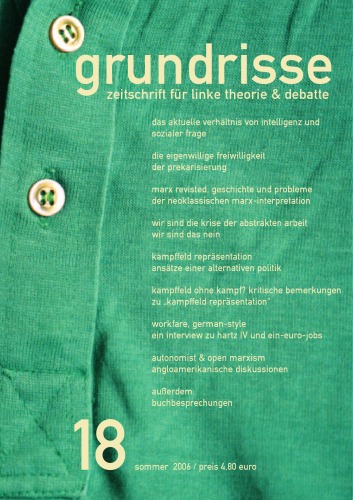 grundrisse
zeitschrift für linke theorie & debatte
das aktuelle verhältnis von intelligenz und
sozialer frage
die eigenwillige freiwilligkeit
der prekarisierung
marx revisted. geschichte und probleme
der neoklassischen marx-interpretation
wir sind die krise der abstrakten arbeit
wir sind das nein
kampffeld repräsentation
ansätze einer alternativen politik
kampffeld ohne kampf? kritische bemerkungen
zu „kampffeld repräsentation“
workfare, german-style
ein interview zu hartz IV und ein-euro-jobs
autonomist & open marxism
angloamerikanische diskussionen
außerdem:
buchbesprechungen
18 sommer 2006 / preis 4,80 euro